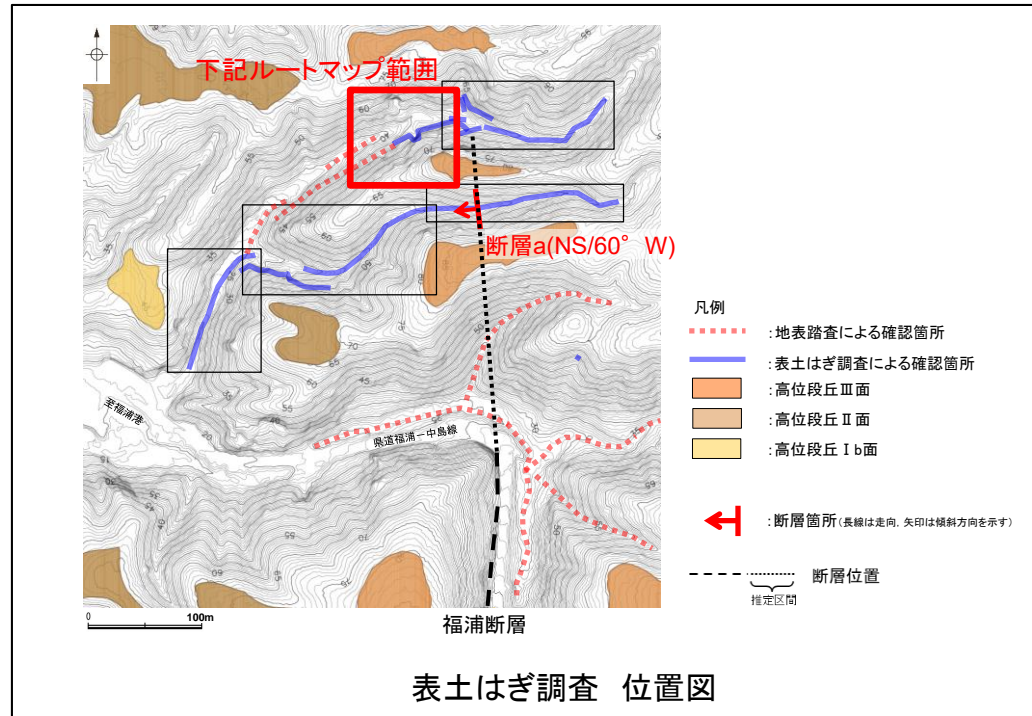 下記ルートマップ範囲
断層a(NS/60°W)
至福浦港
県道福浦－中島線
0
100m
福浦断層
凡例
:地表踏査による確認箇所
:表土はぎ調査による確認箇所
:高位段丘Ⅲ面
:高位段丘Ⅱ面
:高位段丘Ⅰb面
:断層箇所(長線は走向，矢印は傾斜方向を示す)
断層位置
推定区間
表土はぎ調査　位置図